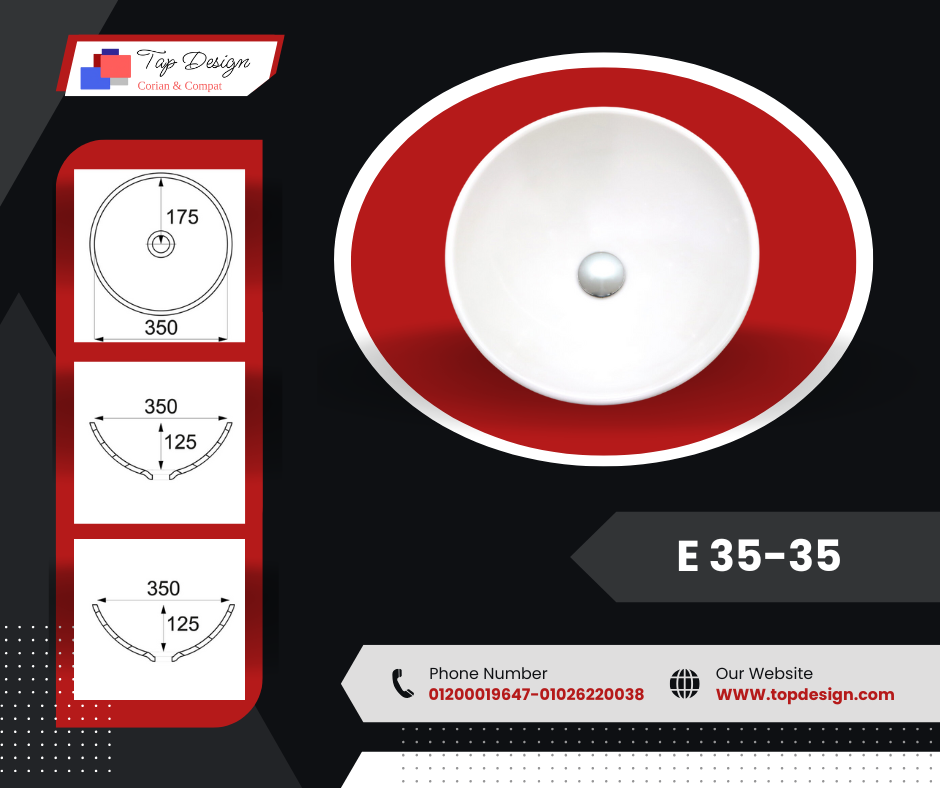 Tap Design
Corian & Compat
175
350
350
125
350
125
E 35-35
Phone Number
01200019647-01026220038
Our Website
WWW.topdesign.com